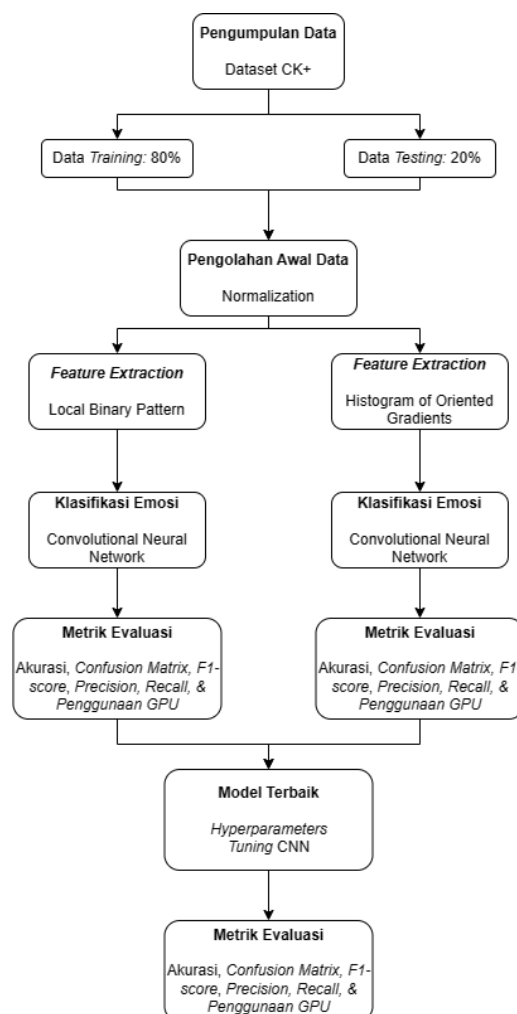 Pengumpulan Data
Dataset CK+
Data Training: 80%
Data Testing: 20%
Pengolahan Awal Data
Normalization
Feature Extraction
Local Binary Pattern
Feature Extraction
Histogram of Oriented
Gradients
Klasifikasi Emosi
Convolutional Neural
Network
Klasifikasi Emosi
Convolutional Neural
Network
Metrik Evaluasi
Akurasi, Confusion Matrix, F1-
score, Precision, Recall, &
Penggunaan GPU
Metrik Evaluasi
Akurasi, Confusion Matrix, F1-
score, Precision, Recall, &
Penggunaan GPU
Model Terbaik
Hyperparameters
Tuning CNN
Metrik Evaluasi
Akurasi, Confusion Matrix, F1-
score, Precision, Recall, &
Penggunaan GPU